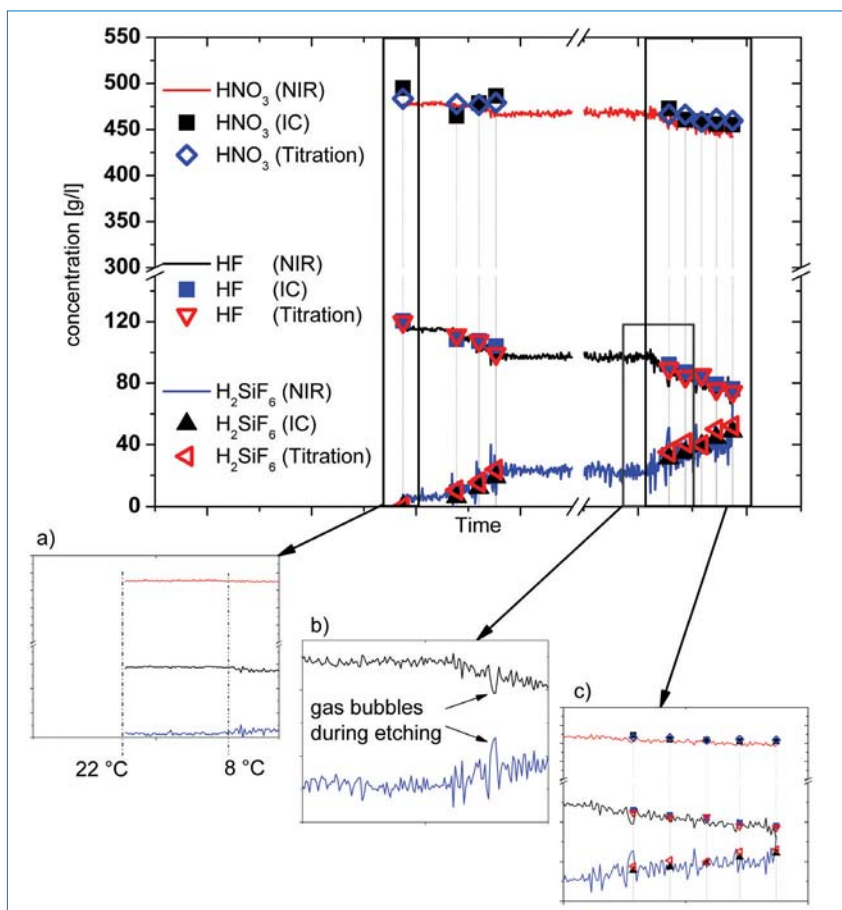 550
500
450
400
350
300
120
80
40
0
concentration [g/l]
HNO₃ (NIR)
HNO₃ (IC)
HNO₃ (Titration)
HF (NIR)
HF (IC)
HF (Titration)
H₂SiF₆ (NIR)
H₂SiF₆ (IC)
H₂SiF₆ (Titration)
Time
a)
22 °C
8 °C
b)
gas bubbles
during etching
c)